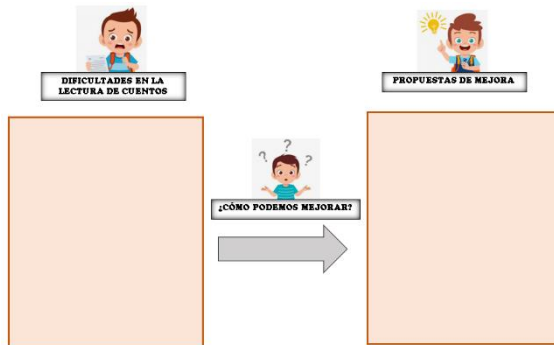 DIFICULTADES EN LA
LECTURA DE CUENTOS
PROPUESTAS DE MEJORA
¿CÓMO PODEMOS MEJORAR?